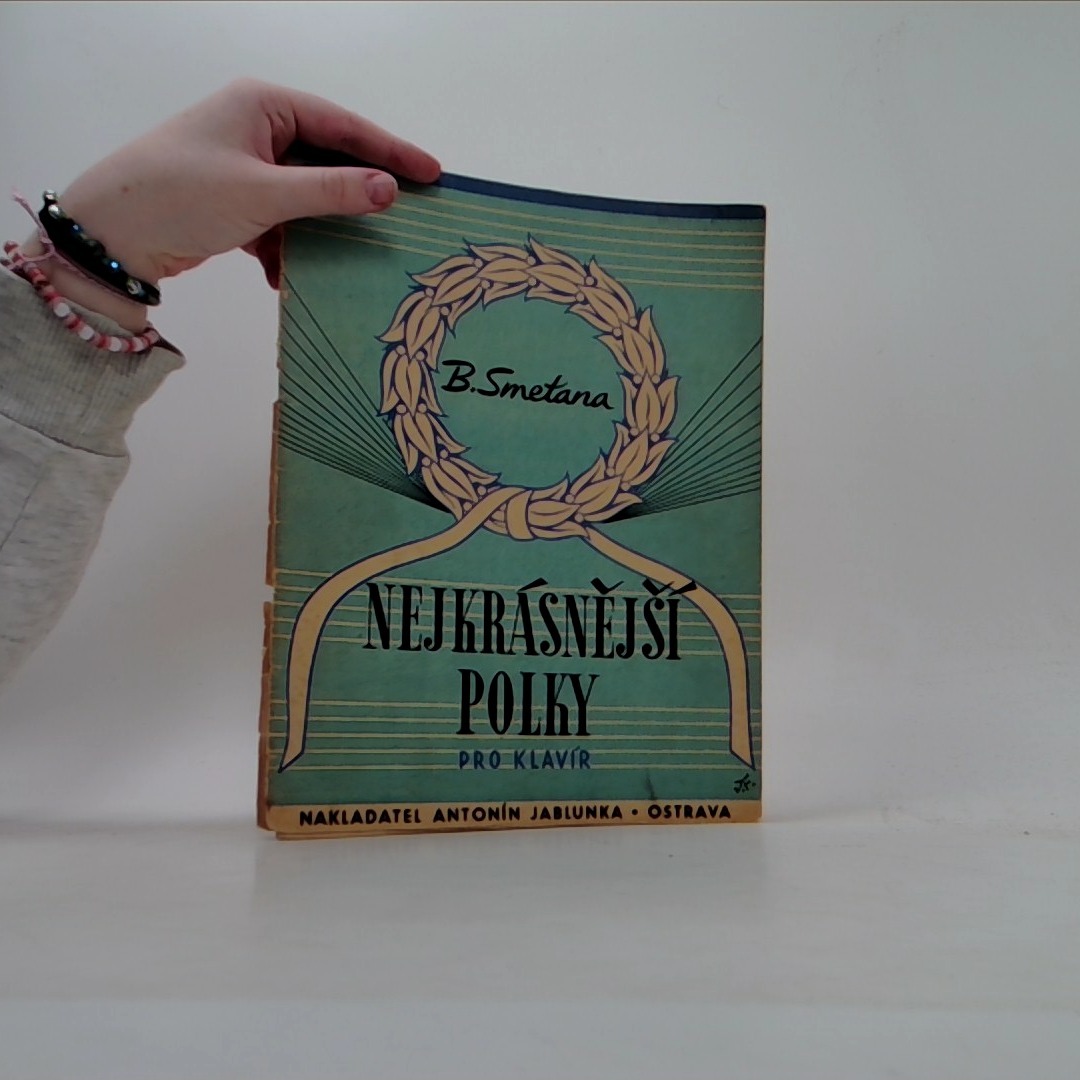 B. Smetana
NEJKRÁSNĚJŠÍ
POLKY
PRO KLAVÍR
NAKLADATEL ANTONÍN JABLUNKA • OSTRAVA